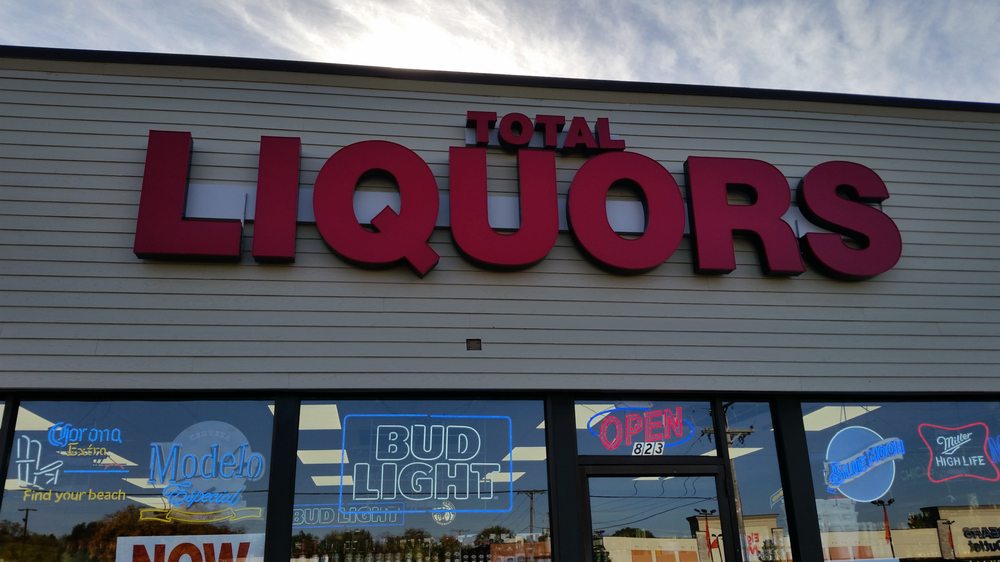 TOTAL
LIQUORS
Corona
Extra
Find your beach
CERVEZA
Modelo
Especial
NOW
BUD
LIGHT
BUD LIGHT
OPEN
823
BLUE MOON
Miller
HIGH LIFE